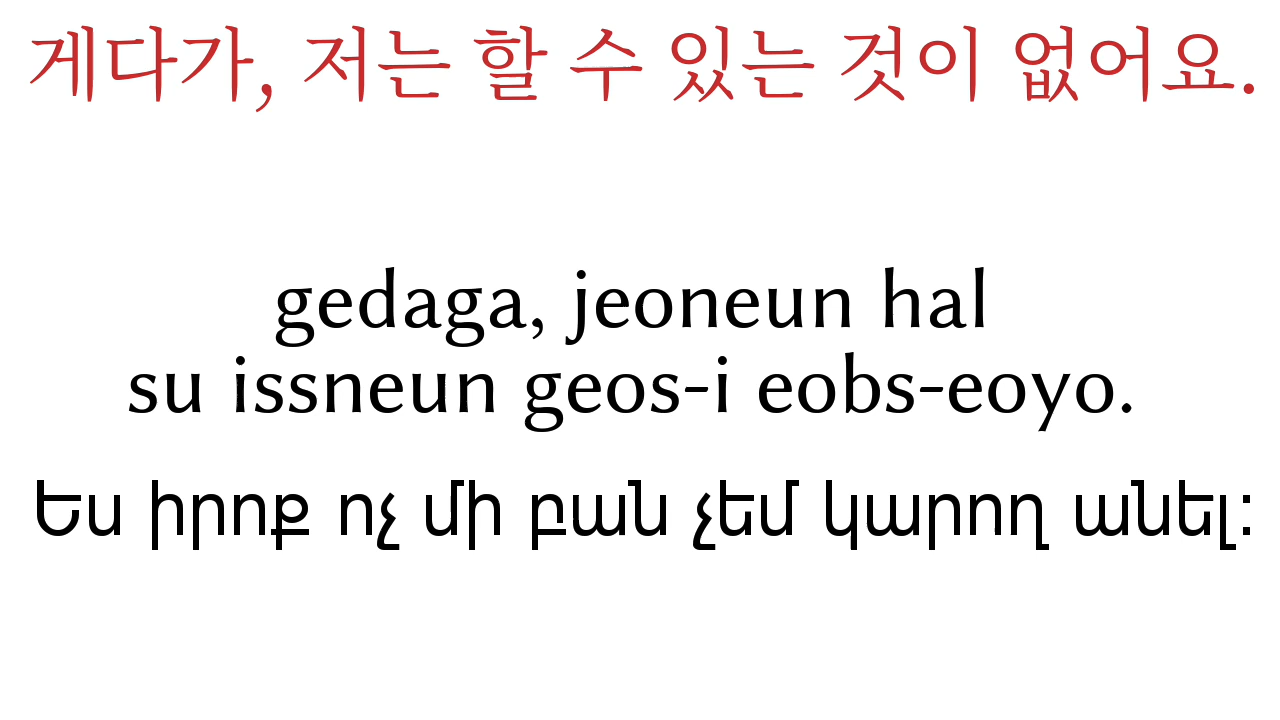 게다가, 저는 할 수 있는 것이 없어요.
gedaga, jeoneun hal
su issneun geos-i eobs-eoyo.
Ես իրոք ոչ մի բան չեմ կարող անել: